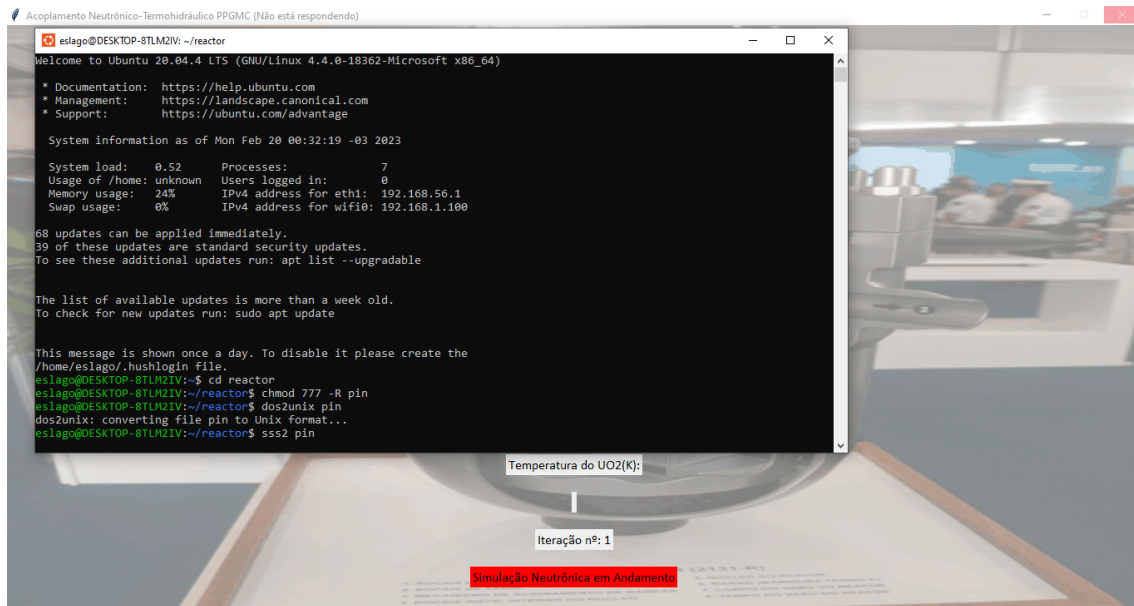 Acoplamento Neutrônico-Termohidráulico PPGMC (Não está respondendo)
eslago@DESKTOP-8TLM2IV: ~/reactor
Welcome to Ubuntu 20.04.4 LTS (GNU/Linux 4.4.0-18362-Microsoft x86_64)
* Documentation: https://help.ubuntu.com
* Management: https://landscape.canonical.com
* Support: https://ubuntu.com/advantage
System information as of Mon Feb 20 00:32:19 -03 2023
System load: 0.52 Processes: 7
Usage of /home: unknown Users logged in: 0
Memory usage: 24% IPv4 address for eth1: 192.168.56.1
Swap usage: 0% IPv4 address for wifi0: 192.168.1.100
68 updates can be applied immediately.
39 of these updates are standard security updates.
To see these additional updates run: apt list --upgradable
The list of available updates is more than a week old.
To check for new updates run: sudo apt update
This message is shown once a day. To disable it please create the
/home/eslago/.hushlogin file.
eslago@DESKTOP-8TLM2IV:~$ cd reactor
eslago@DESKTOP-8TLM2IV:~/reactor$ chmod 777 -R pin
eslago@DESKTOP-8TLM2IV:~/reactor$ dos2unix pin
dos2unix: converting file pin to Unix format...
eslago@DESKTOP-8TLM2IV:~/reactor$ sss2 pin
2
Temperatura do UO2(K):
Iteração nº: 1
(2131-R)
Simulação Neutrônica em Andamento